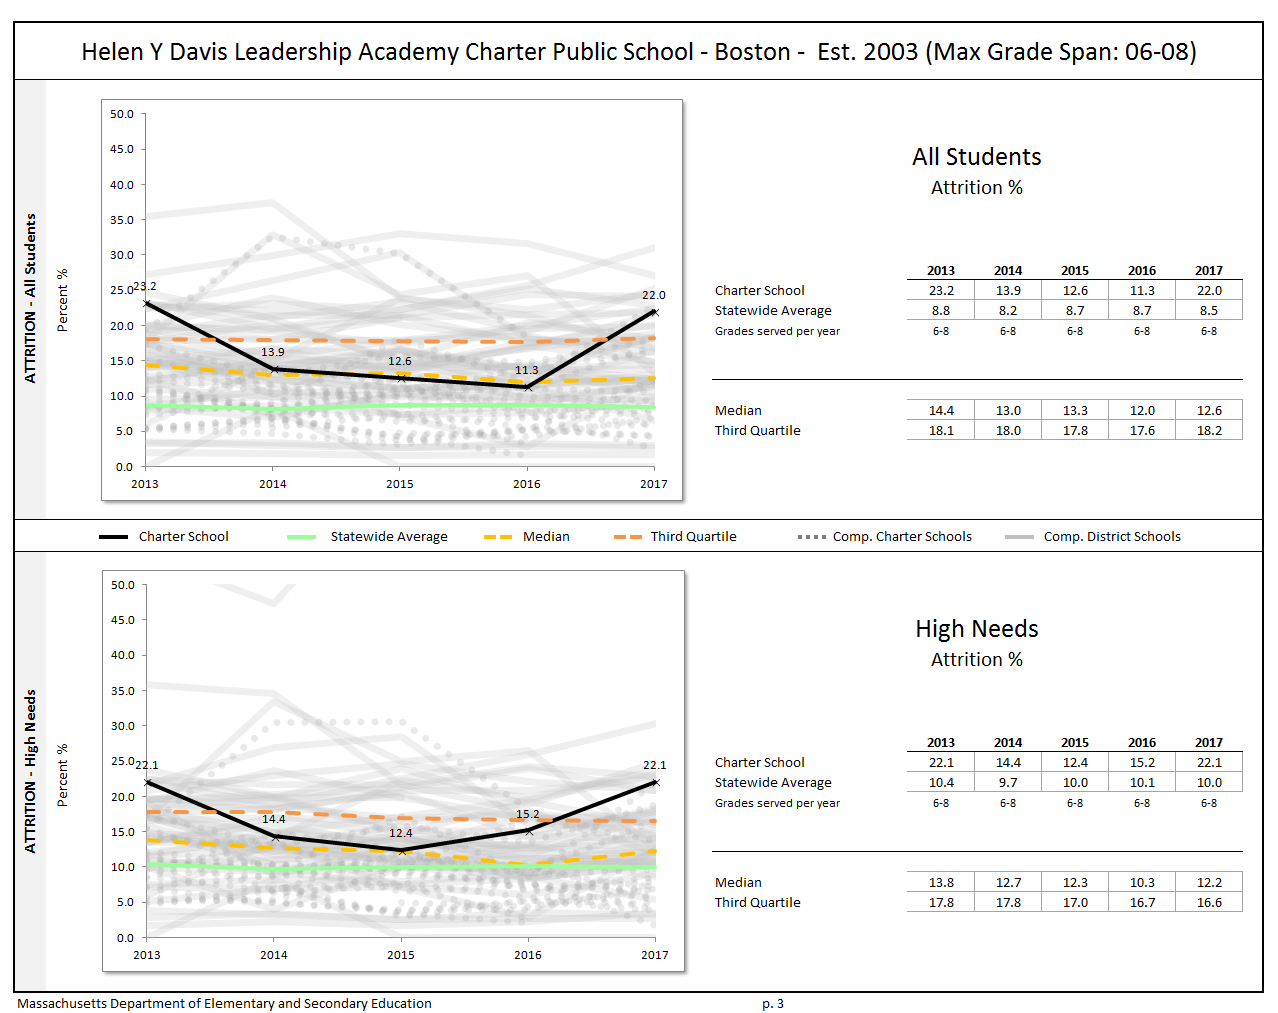 Helen Y Davis Leadership Academy Charter Public School - Boston -  Est. 2003 (Max Grade Span: 06-08)
ATTRITION - All Students
Percent %
50.0
45.0
40.0
35.0
30.0
25.0
20.0
15.0
10.0
5.0
0.0
23.2
13.9
12.6
11.3
22.0
2013 2014 2015 2016 2017
All Students
Attrition %
2013 2014 2015 2016 2017
Charter School 23.2 13.9 12.6 11.3 22.0
Statewide Average 8.8 8.2 8.7 8.7 8.5
Grades served per year 6-8 6-8 6-8 6-8 6-8
Median 14.4 13.0 13.3 12.0 12.6
Third Quartile 18.1 18.0 17.8 17.6 18.2
Charter School Statewide Average Median Third Quartile Comp. Charter Schools Comp. District Schools
ATTRITION - High Needs
Percent %
50.0
45.0
40.0
35.0
30.0
25.0
20.0
15.0
10.0
5.0
0.0
22.1
14.4
12.4
15.2
22.1
2013 2014 2015 2016 2017
High Needs
Attrition %
2013 2014 2015 2016 2017
Charter School 22.1 14.4 12.4 15.2 22.1
Statewide Average 10.4 9.7 10.0 10.1 10.0
Grades served per year 6-8 6-8 6-8 6-8 6-8
Median 13.8 12.7 12.3 10.3 12.2
Third Quartile 17.8 17.8 17.0 16.7 16.6
Massachusetts Department of Elementary and Secondary Education p. 3